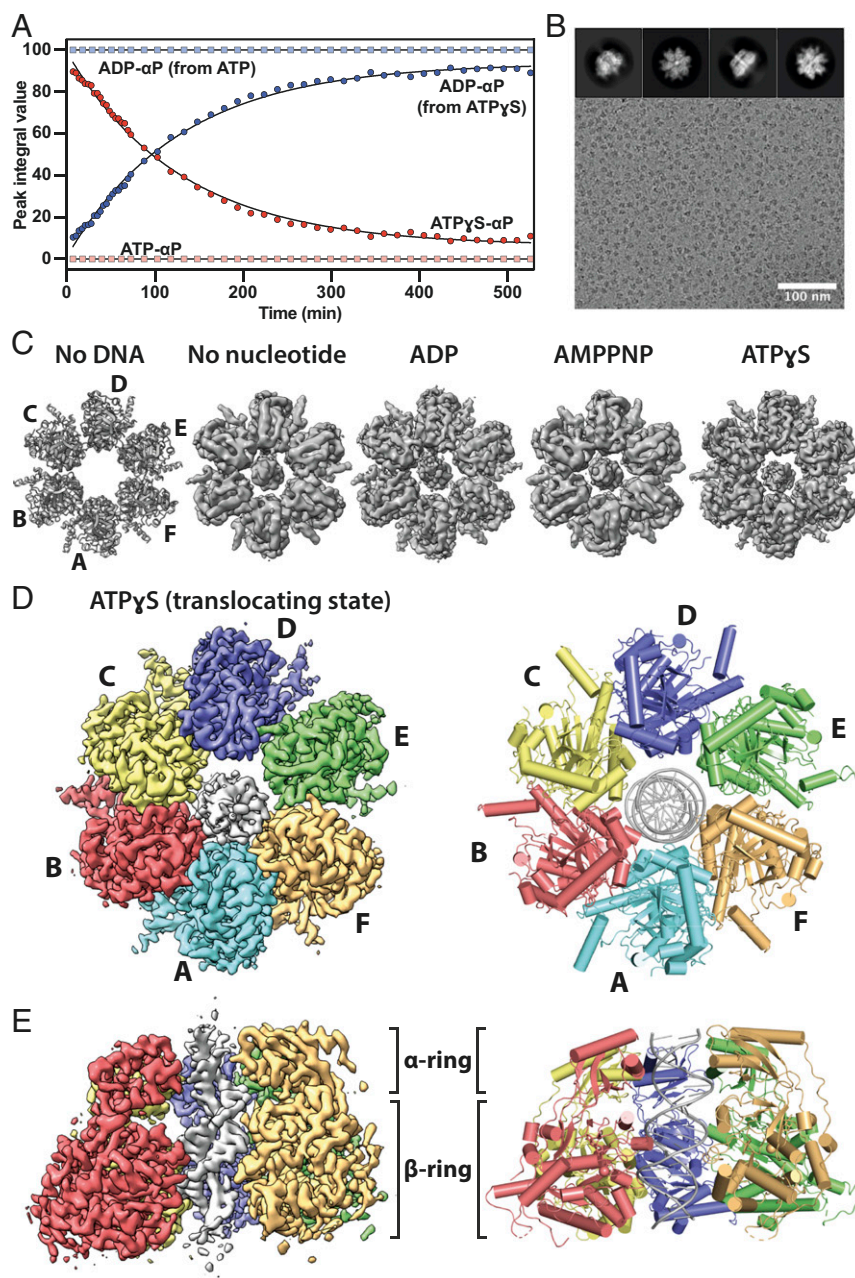 A
100
80
60
40
20
0
Peak integral value
ADP-αP (from ATP)
ADP-αP
(from ATPɣS)
ATPɣS-αP
ATP-αP
0 100 200 300 400 500
Time (min)
B
100 nm
C
No DNA No nucleotide ADP AMPPNP ATPɣS
D
C
E
B
F
A
D
ATPɣS (translocating state)
D
C
E
B
F
A
D
C
E
B
F
A
E
α-ring
β-ring